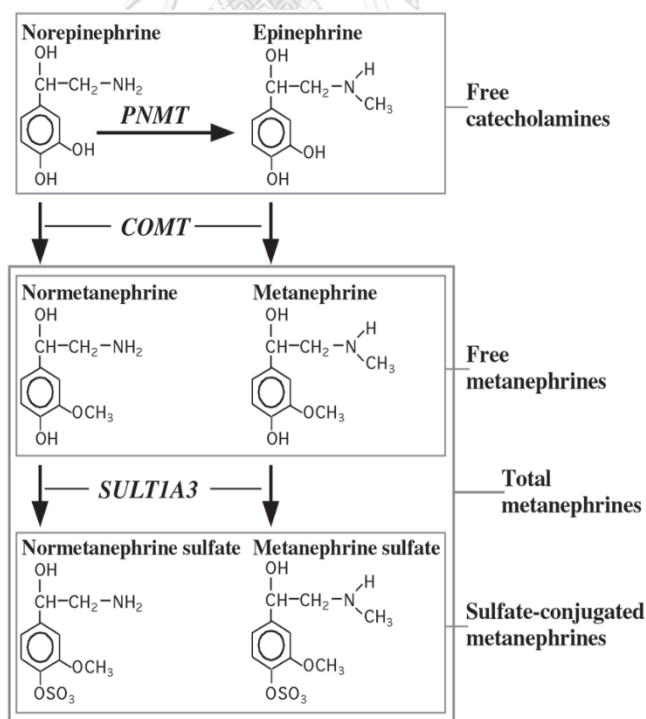 Norepinephrine
Epinephrine
OH
CH–CH₂–NH₂
OH
OH
PNMT
OH
CH–CH₂–N
H
CH₃
OH
OH
Free
catecholamines
COMT
Normetanephrine
Metanephrine
OH
CH–CH₂–NH₂
OCH₃
OH
OH
CH–CH₂–N
H
CH₃
OCH₃
OH
Free
metanephrines
SULT1A3
Total
metanephrines
Normetanephrine sulfate
Metanephrine sulfate
OH
CH–CH₂–NH₂
OCH₃
OSO₃
OH
CH–CH₂–N
H
CH₃
OCH₃
OSO₃
Sulfate-conjugated
metanephrines